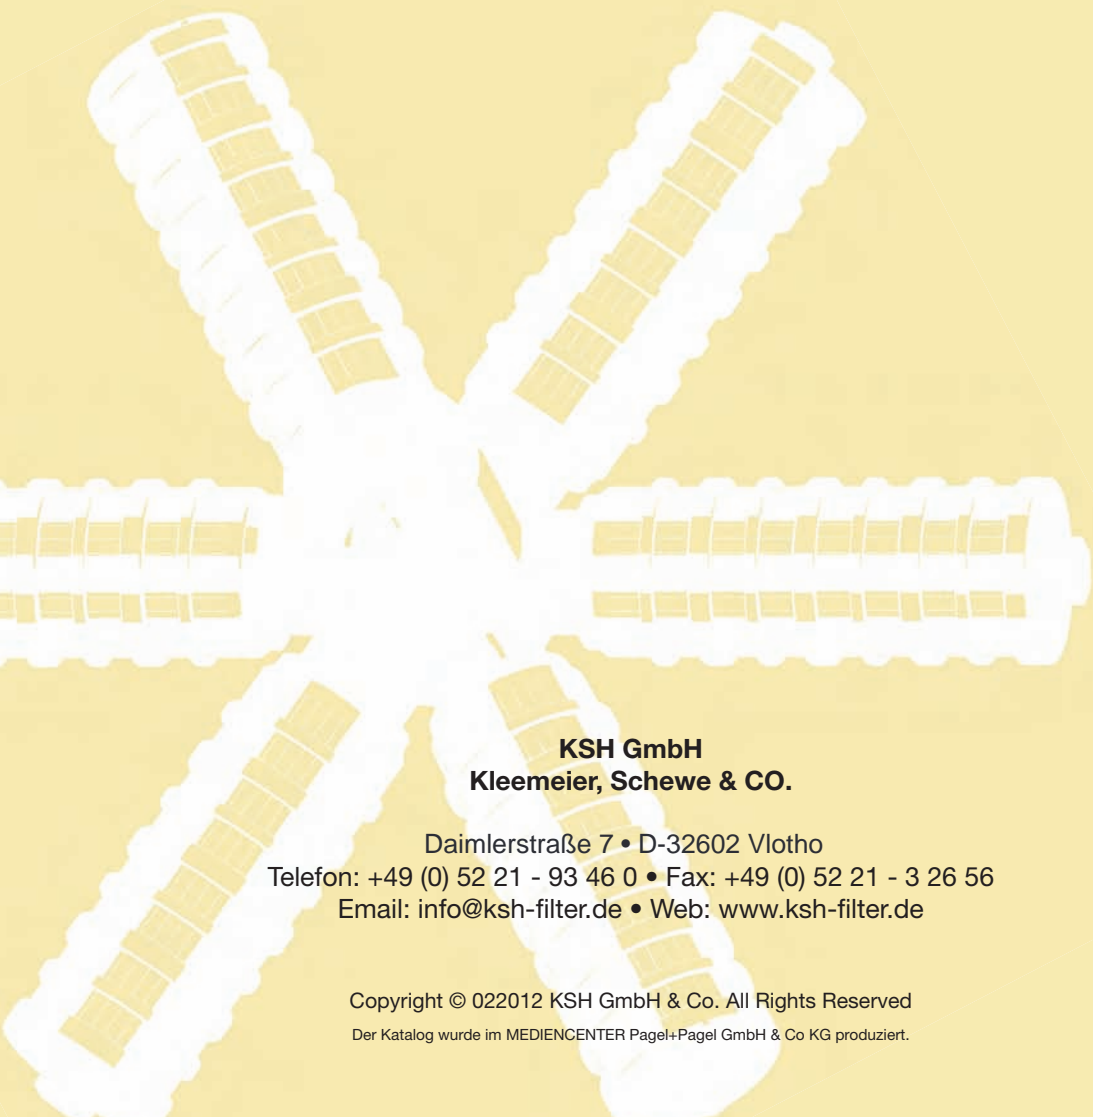 KSH GmbH
Kleemeier, Schewe & CO.
Daimlerstraße 7 • D-32602 Vlotho
Telefon: +49 (0) 52 21 - 93 46 0 • Fax: +49 (0) 52 21 - 3 26 56
Email: info@ksh-filter.de • Web: www.ksh-filter.de
Copyright © 022012 KSH GmbH & Co. All Rights Reserved
Der Katalog wurde im MEDIENCENTER Pagel+Pagel GmbH & Co KG produziert.